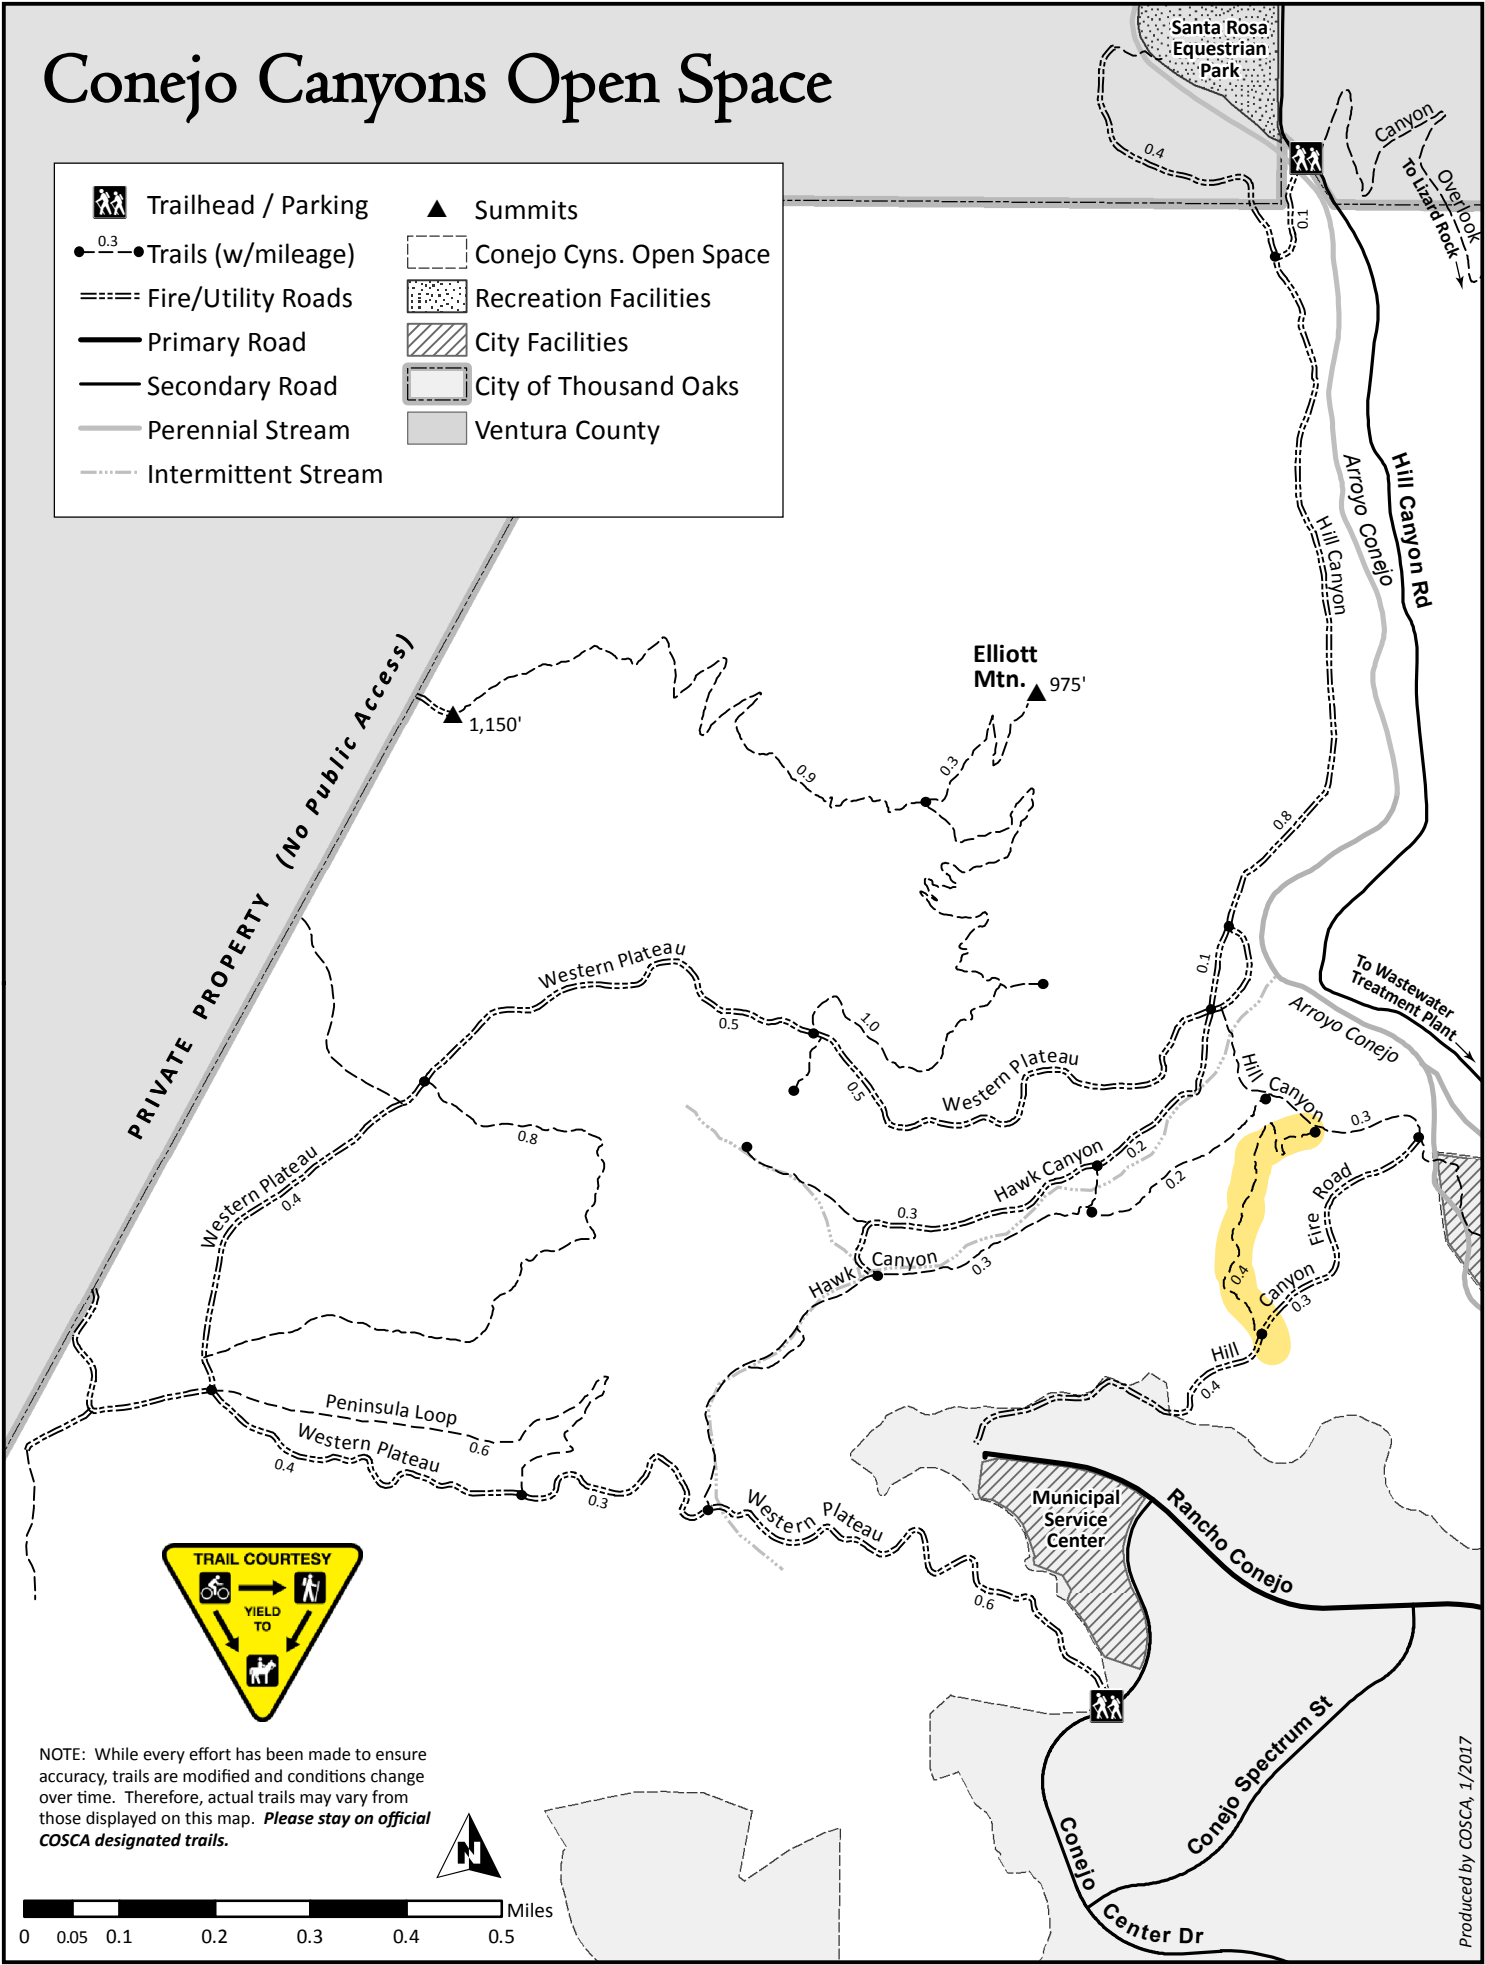 Conejo Canyons Open Space
Santa Rosa
Equestrian
Park
Trailhead / Parking
0.3
Trails (w/mileage)
Fire/Utility Roads
Primary Road
Secondary Road
Perennial Stream
Intermittent Stream
Summits
Conejo Cyns. Open Space
Recreation Facilities
City Facilities
City of Thousand Oaks
Ventura County
0.4
0.1
Canyon
Overlook
To Lizard Rock
Hill Canyon
Arroyo Conejo
Hill Canyon Rd
PRIVATE PROPERTY (No Public Access)
1,150'
Elliott
Mtn.
975'
0.9
0.3
0.8
0.1
Western Plateau
0.5
1.0
0.5
Western Plateau
To Wastewater
Treatment Plant
Arroyo Conejo
Hill Canyon
0.3
0.8
Western Plateau
0.4
Hawk Canyon
0.2
0.2
0.3
Hawk Canyon
0.3
0.4
Hill Canyon Fire Road
0.3
0.4
Peninsula Loop
0.6
Western Plateau
0.4
0.3
Western Plateau
0.6
Municipal
Service
Center
Rancho Conejo
Conejo Spectrum St
Conejo Center Dr
TRAIL COURTESY
YIELD
TO
NOTE: While every effort has been made to ensure
accuracy, trails are modified and conditions change
over time. Therefore, actual trails may vary from
those displayed on this map. Please stay on official
COSCA designated trails.
N
Miles
0 0.05 0.1 0.2 0.3 0.4 0.5
Produced by COSCA, 1/2017